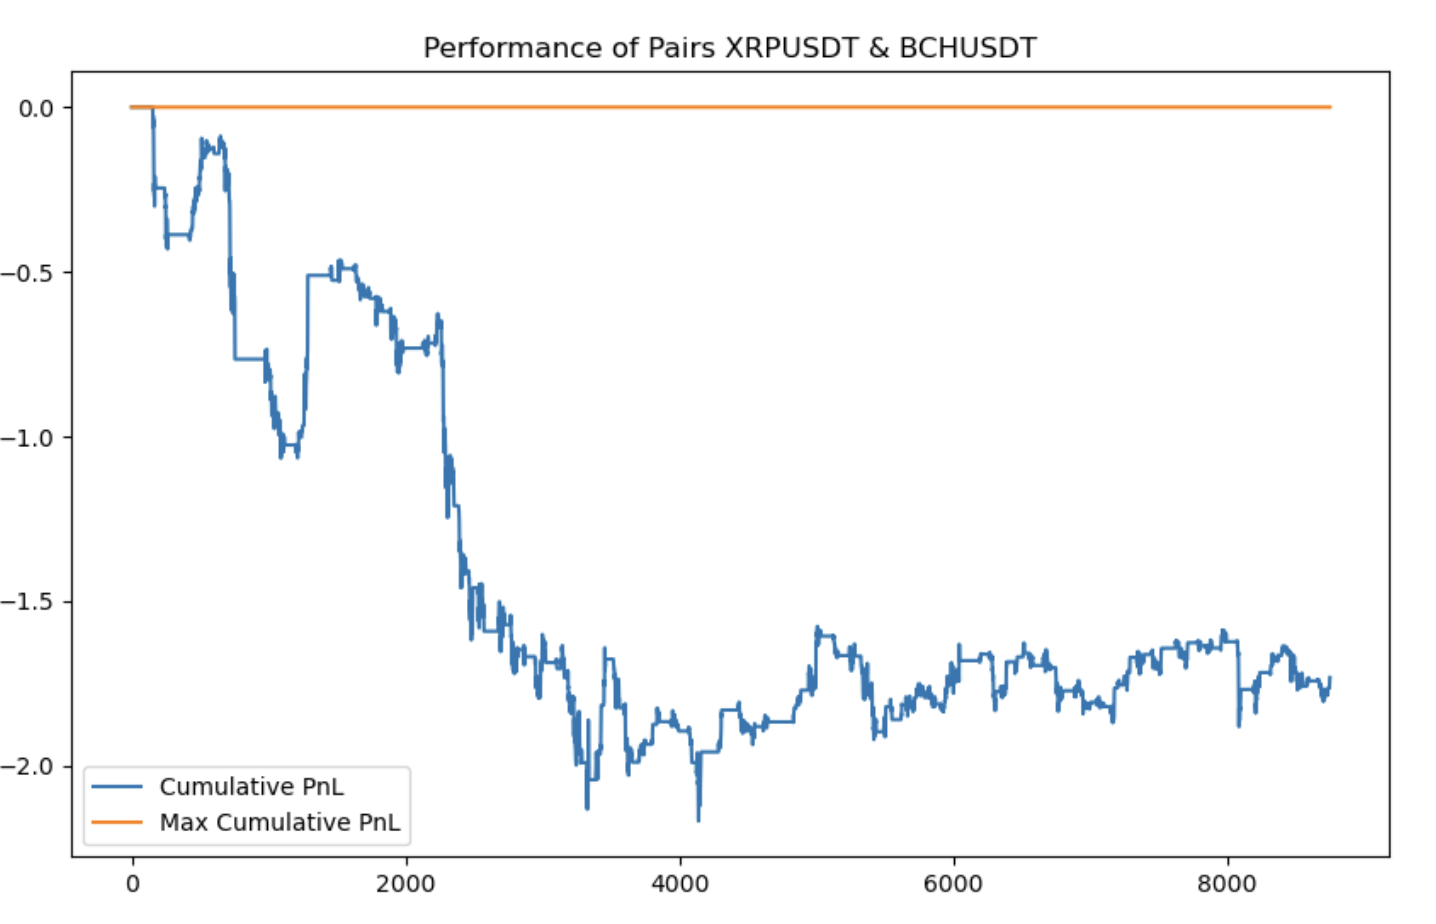 Performance of Pairs XRPUSDT & BCHUSDT
0.0
−0.5
−1.0
−1.5
−2.0
Cumulative PnL
Max Cumulative PnL
0 2000 4000 6000 8000